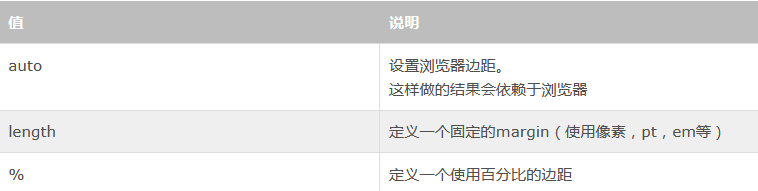 值 说明
auto 设置浏览器边距。
这样做的结果会依赖于浏览器
length 定义一个固定的margin（使用像素，pt，em等）
% 定义一个使用百分比的边距